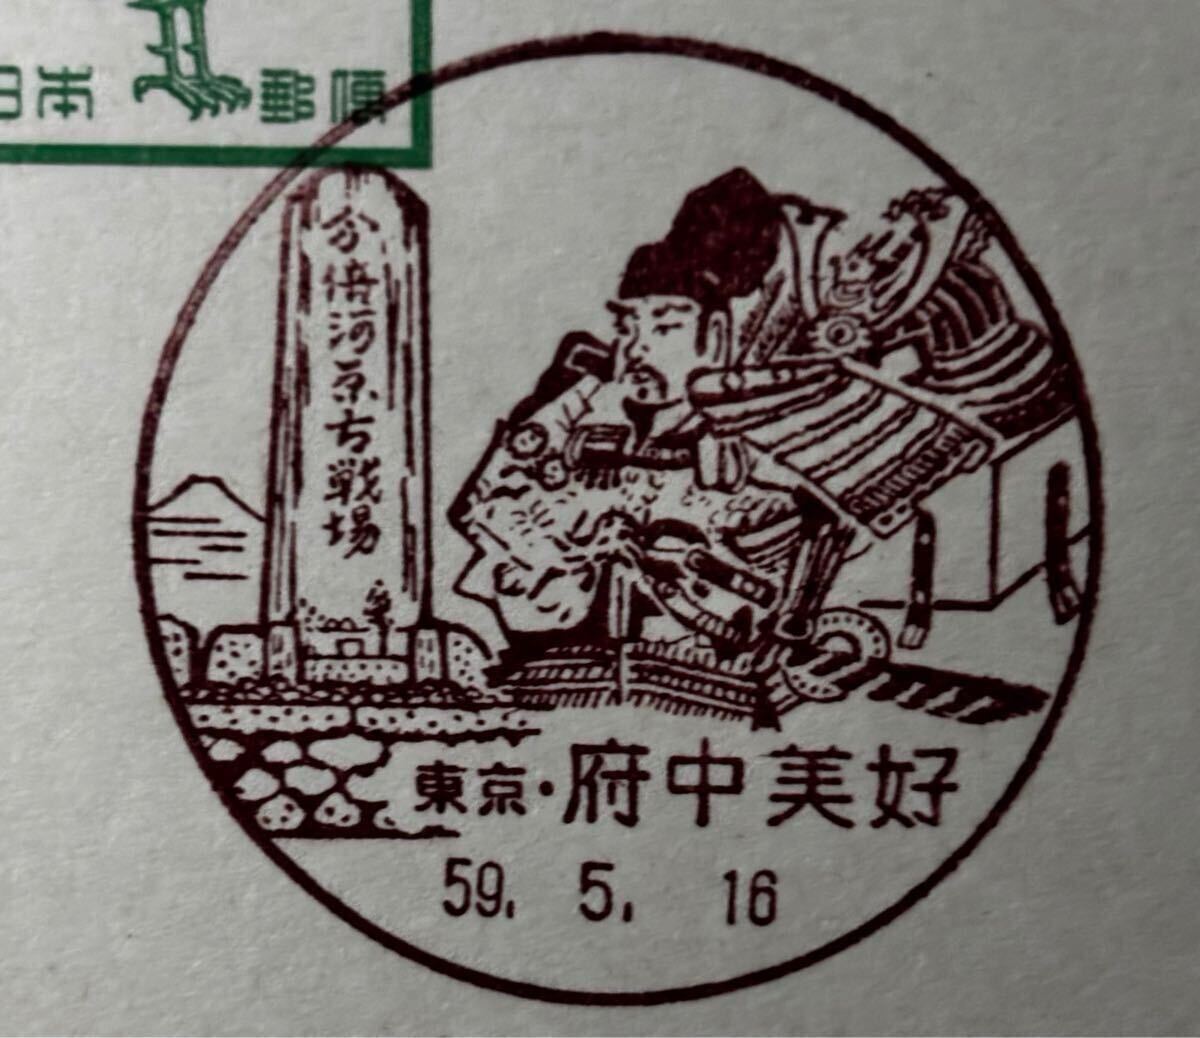 日本 郵便
分倍河原古戦場
東京・府中美好
59. 5. 16